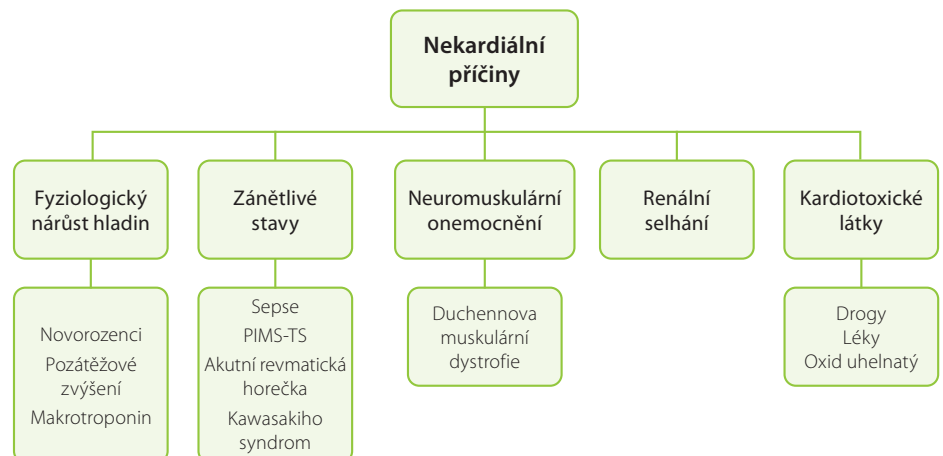 Nekardiální
příčiny
Fyziologický
nárůst hladin
Zánětlivé
stavy
Neuromuskulární
onemocnění
Renální
selhání
Kardiotoxické
látky
Novorozenci
Pozátěžové
zvýšení
Makrotroponin
Sepse
PIMS-TS
Akutní revmatická
horečka
Kawasakiho
syndrom
Duchennova
muskulární
dystrofie
Drogy
Léky
Oxid uhelnatý